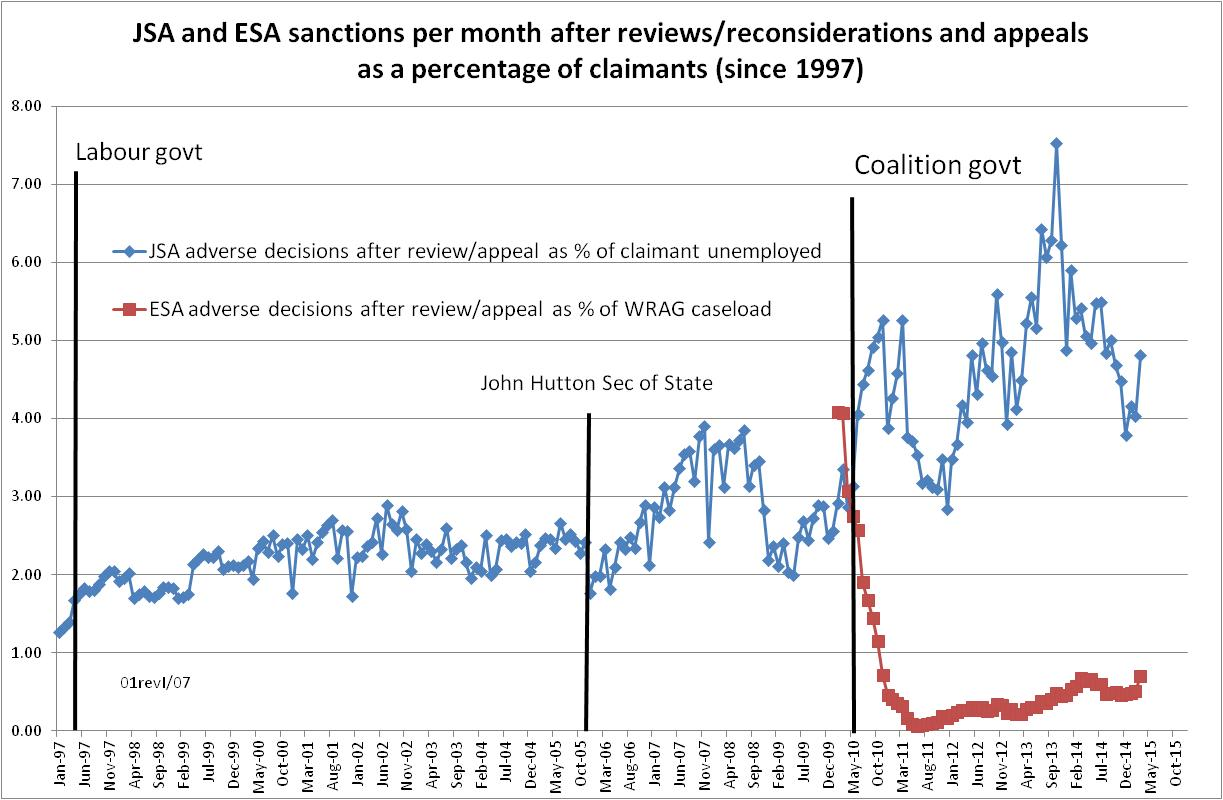 JSA and ESA sanctions per month after reviews/reconsiderations and appeals
as a percentage of claimants (since 1997)
8.00
7.00
6.00
5.00
4.00
3.00
2.00
1.00
0.00
Labour govt
Coalition govt
JSA adverse decisions after review/appeal as % of claimant unemployed
ESA adverse decisions after review/appeal as % of WRAG caseload
John Hutton Sec of State
01revI/07
Jan-97
Jun-97
Nov-97
Apr-98
Sep-98
Feb-99
Jul-99
Dec-99
May-00
Oct-00
Mar-01
Aug-01
Jan-02
Jun-02
Nov-02
Apr-03
Sep-03
Feb-04
Jul-04
Dec-04
May-05
Oct-05
Mar-06
Aug-06
Jan-07
Jun-07
Nov-07
Apr-08
Sep-08
Feb-09
Jul-09
Dec-09
May-10
Oct-10
Mar-11
Aug-11
Jan-12
Jun-12
Nov-12
Apr-13
Sep-13
Feb-14
Jul-14
Dec-14
May-15
Oct-15